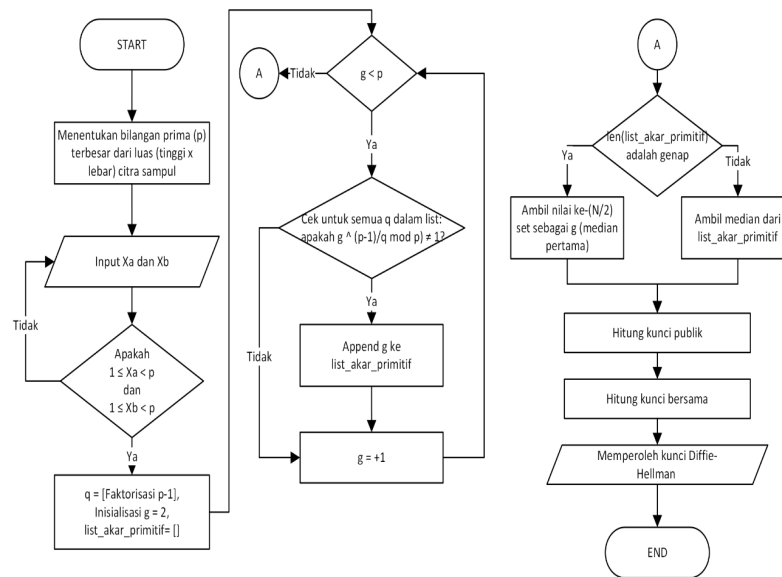 START
Menentukan bilangan prima (p)
terbesar dari luas (tinggi x
lebar) citra sampul
Input Xa dan Xb
Tidak
Apakah
1 ≤ Xa < p
dan
1 ≤ Xb < p
Ya
q = [Faktorisasi p-1],
Inisialisasi g = 2,
list_akar_primitif= []
g < p
Tidak
A
Ya
Cek untuk semua q dalam list:
apakah g ^ (p-1)/q mod p) ≠ 1?
Ya
Tidak
Append g ke
list_akar_primitif
g = +1
A
len(list_akar_primitif)
adalah genap
Ya
Tidak
Ambil nilai ke-(N/2)
set sebagai g (median
pertama)
Ambil median dari
list_akar_primitif
Hitung kunci publik
Hitung kunci bersama
Memperoleh kunci Diffie-
Hellman
END